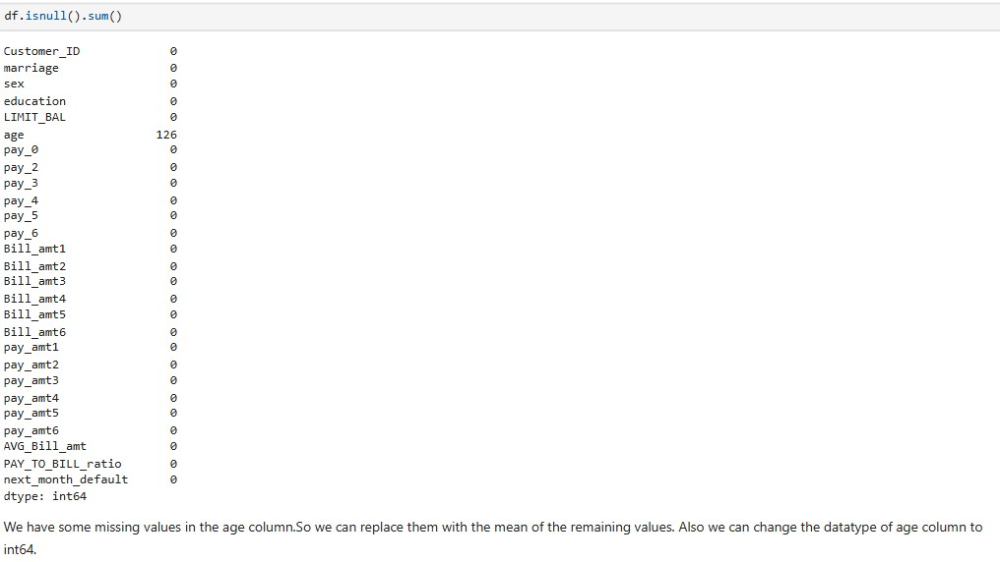 df.isnull().sum()
Customer_ID 0
marriage 0
sex 0
education 0
LIMIT_BAL 0
age 126
pay_0 0
pay_2 0
pay_3 0
pay_4 0
pay_5 0
pay_6 0
Bill_amt1 0
Bill_amt2 0
Bill_amt3 0
Bill_amt4 0
Bill_amt5 0
Bill_amt6 0
pay_amt1 0
pay_amt2 0
pay_amt3 0
pay_amt4 0
pay_amt5 0
pay_amt6 0
AVG_Bill_amt 0
PAY_TO_BILL_ratio 0
next_month_default 0
dtype: int64
We have some missing values in the age column.So we can replace them with the mean of the remaining values. Also we can change the datatype of age column to
int64.